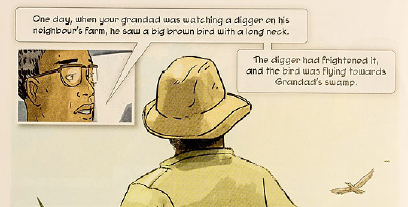 One day, when your grandad was watching a digger on his
neighbour's farm, he saw a big brown bird with a long neck.
The digger had frightened it,
and the bird was flying towards
Grandad's swamp.